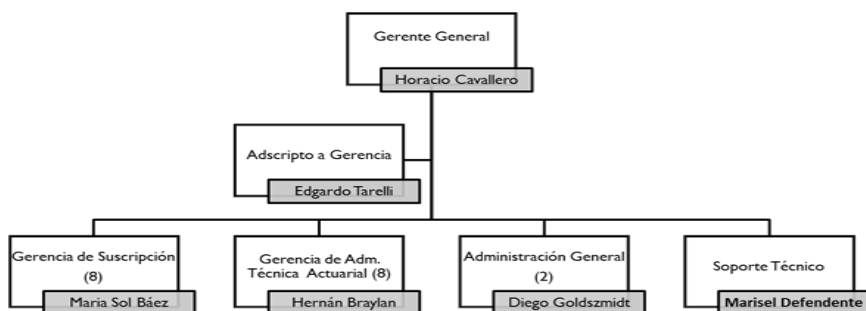 Gerente General
Horacio Cavallero
Adscripto a Gerencia
Edgardo Tarelli
Gerencia de Suscripción
(8)
Maria Sol Báez
Gerencia de Adm.
Técnica Actuarial (8)
Hernán Braylan
Administración General
(2)
Diego Goldszmidt
Soporte Técnico
Marisel Defendente